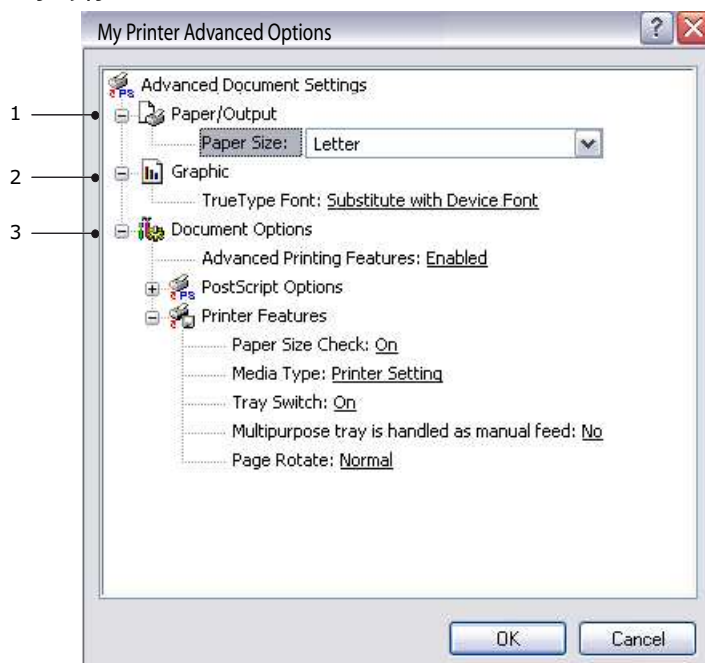 My Printer Advanced Options
Advanced Document Settings
1
Paper/Output
Paper Size: Letter
2
Graphic
TrueType Font: Substitute with Device Font
3
Document Options
Advanced Printing Features: Enabled
PostScript Options
Printer Features
Paper Size Check: On
Media Type: Printer Setting
Tray Switch: On
Multipurpose tray is handled as manual feed: No
Page Rotate: Normal
OK Cancel